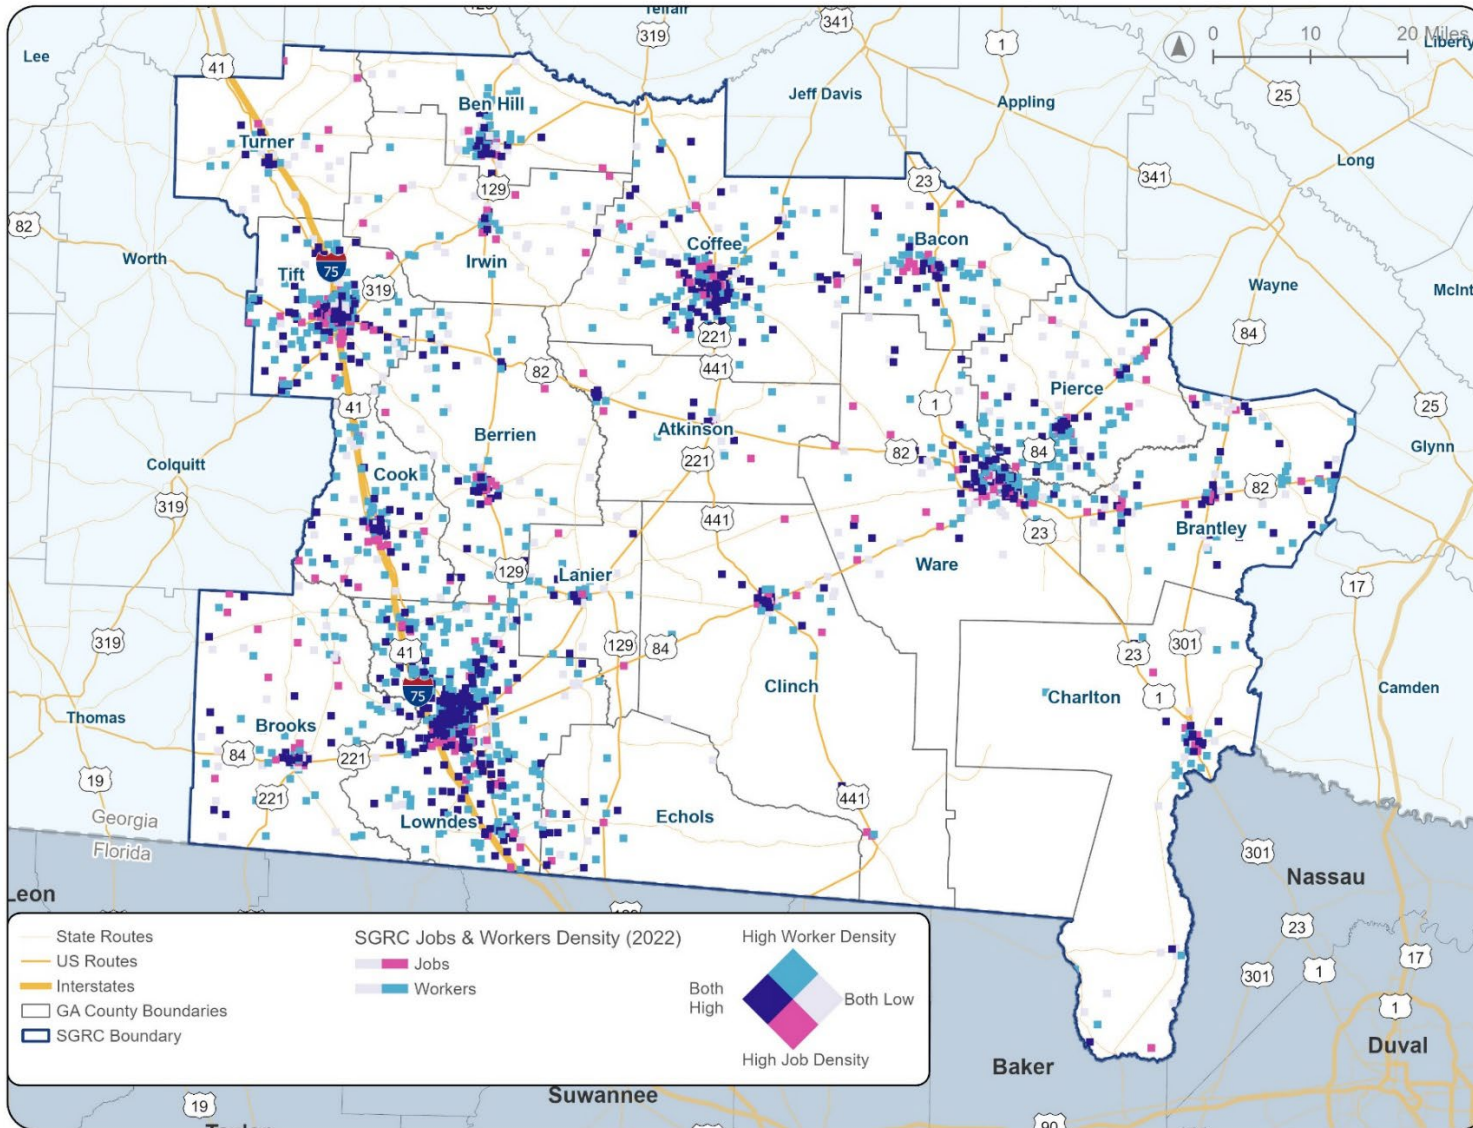 Telfair
129
341
319
1
0 10 20 Miles
Liberty
Lee
41
25
Ben Hill
Jeff Davis
Appling
Turner
Long
341
129
23
82
Coffee
Bacon
Worth
Irwin
75
Tift
319
Wayne
McInt
84
221
441
82
41
1
Pierce
25
Berrien
Atkinson
Glynn
84
82
Colquitt
221
Cook
82
319
441
23
Brantley
Ware
129
Lanier
17
319
41
129
84
23
301
75
Clinch
Charlton
1
Camden
Thomas
Brooks
84
221
19
221
441
Georgia
Lowndes
Echols
Florida
301
Nassau
Leon
23
17
301
1
1
Duval
Baker
Suwannee
19
90
State Routes
US Routes
Interstates
GA County Boundaries
SGRC Boundary
SGRC Jobs & Workers Density (2022)
Jobs
Workers
High Worker Density
Both
High
Both Low
High Job Density